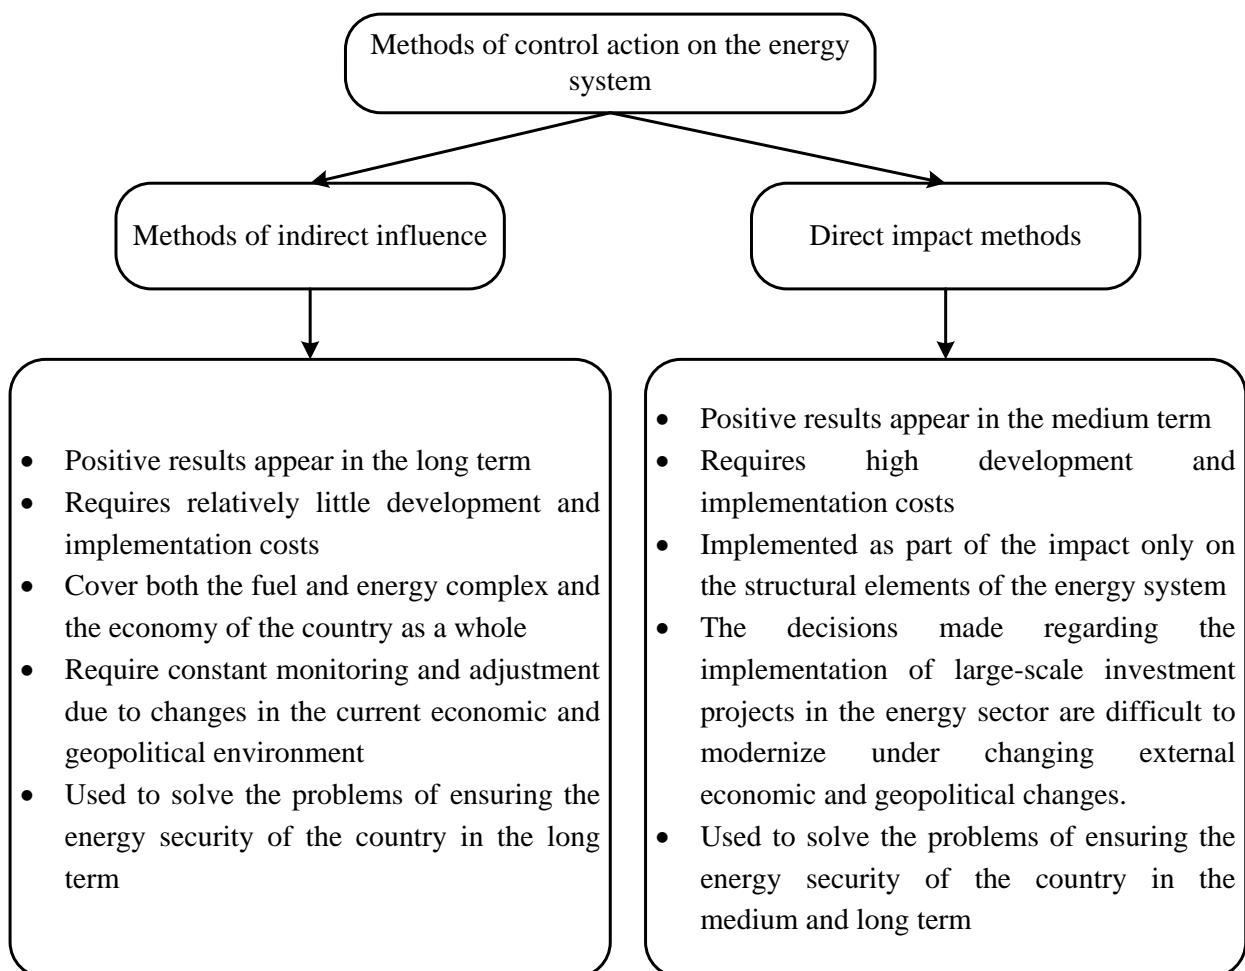 Methods of control action on the energy
system
Methods of indirect influence
Direct impact methods
• Positive results appear in the long term
• Requires relatively little development and
implementation costs
• Cover both the fuel and energy complex and
the economy of the country as a whole
• Require constant monitoring and adjustment
due to changes in the current economic and
geopolitical environment
• Used to solve the problems of ensuring the
energy security of the country in the long
term
• Positive results appear in the medium term
• Requires high development and
implementation costs
• Implemented as part of the impact only on
the structural elements of the energy system
• The decisions made regarding the
implementation of large-scale investment
projects in the energy sector are difficult to
modernize under changing external
economic and geopolitical changes.
• Used to solve the problems of ensuring the
energy security of the country in the
medium and long term